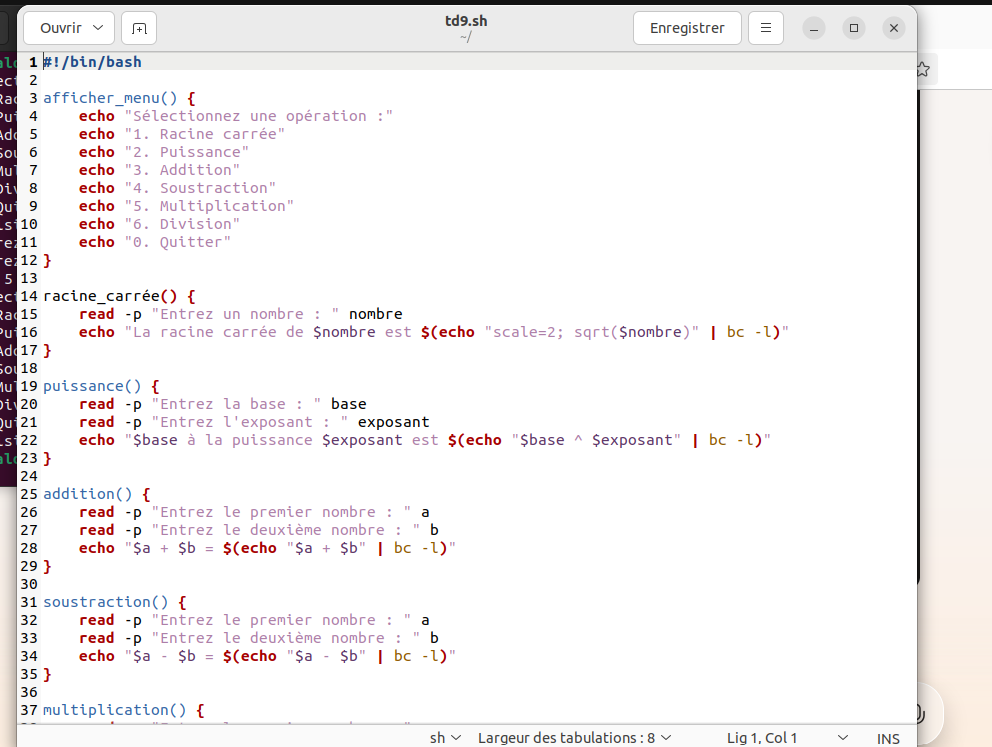 Ouvrir
td9.sh
~/
Enregistrer
1 #!/bin/bash
2
3 afficher_menu() {
4 echo "Sélectionnez une opération :"
5 echo "1. Racine carrée"
6 echo "2. Puissance"
7 echo "3. Addition"
8 echo "4. Soustraction"
9 echo "5. Multiplication"
10 echo "6. Division"
11 echo "0. Quitter"
12 }
13
14 racine_carrée() {
15 read -p "Entrez un nombre : " nombre
16 echo "La racine carrée de $nombre est $(echo "scale=2; sqrt($nombre)" | bc -l)"
17 }
18
19 puissance() {
20 read -p "Entrez la base : " base
21 read -p "Entrez l'exposant : " exposant
22 echo "$base à la puissance $exposant est $(echo "$base ^ $exposant" | bc -l)"
23 }
24
25 addition() {
26 read -p "Entrez le premier nombre : " a
27 read -p "Entrez le deuxième nombre : " b
28 echo "$a + $b = $(echo "$a + $b" | bc -l)"
29 }
30
31 soustraction() {
32 read -p "Entrez le premier nombre : " a
33 read -p "Entrez le deuxième nombre : " b
34 echo "$a - $b = $(echo "$a - $b" | bc -l)"
35 }
36
37 multiplication() {
sh
Largeur des tabulations : 8
Lig 1, Col 1
INS